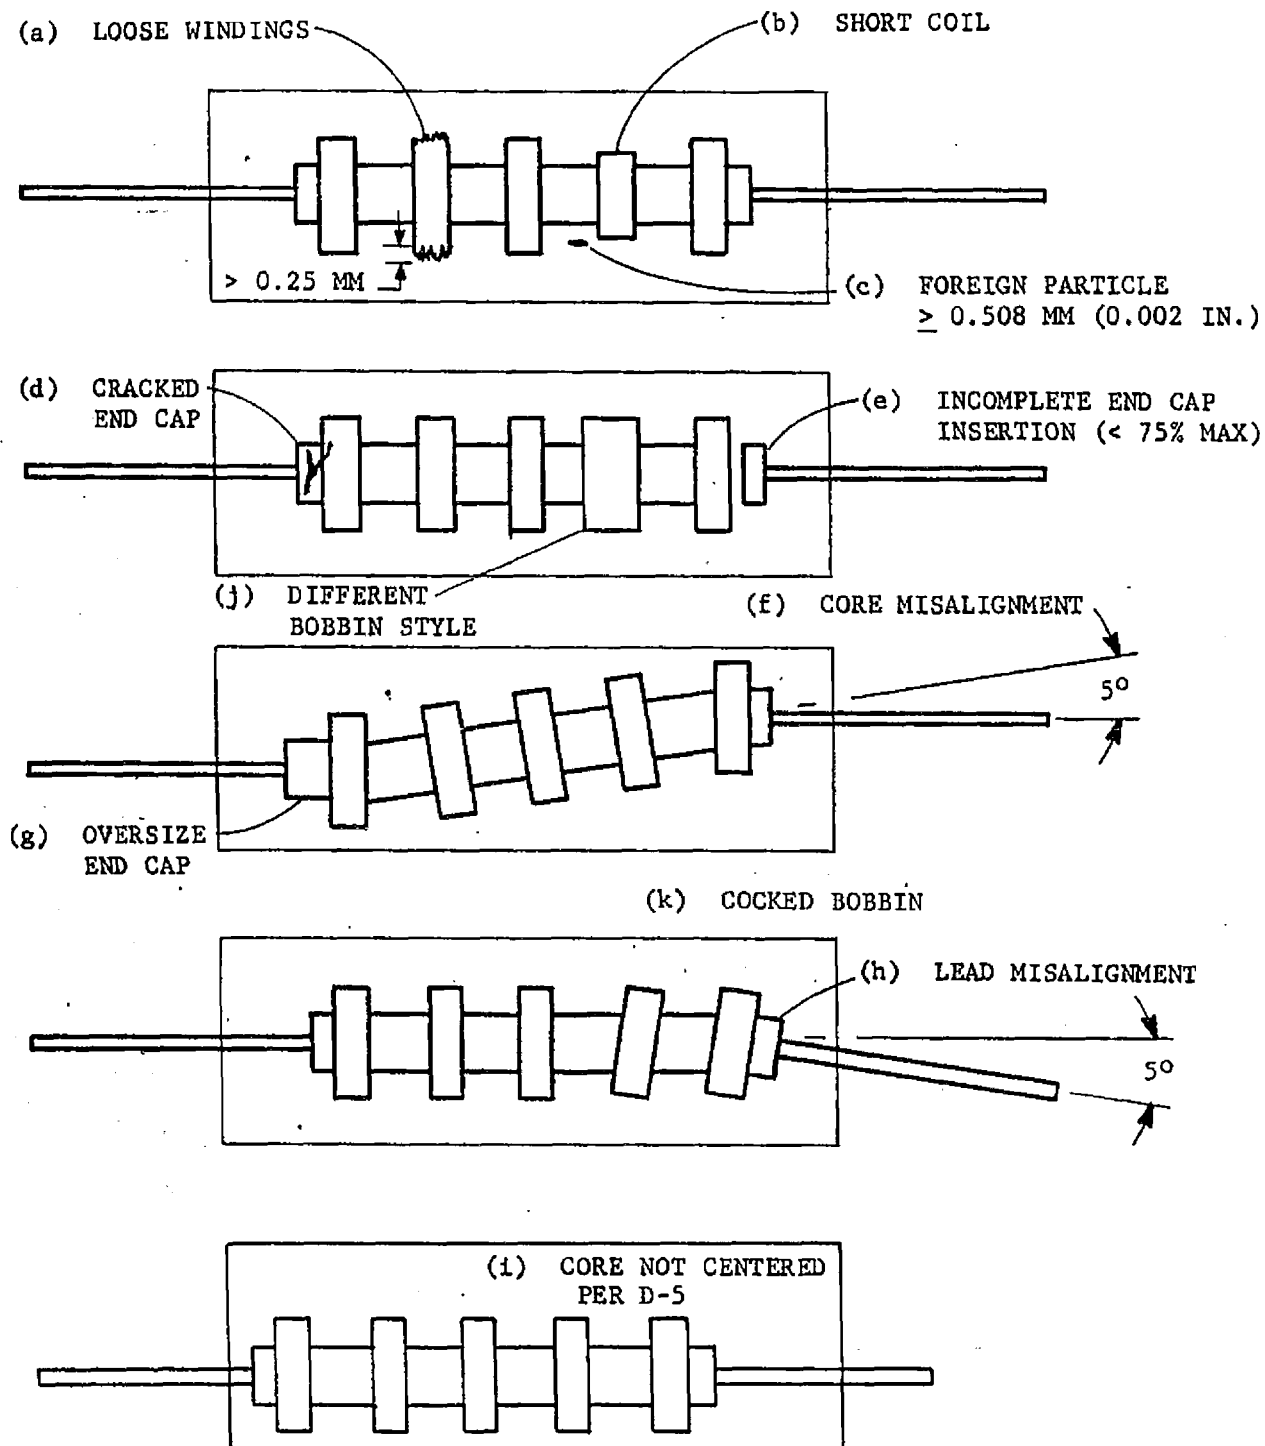 (a) LOOSE WINDINGS
(b) SHORT COIL
> 0.25 MM
(c) FOREIGN PARTICLE
≥ 0.508 MM (0.002 IN.)
(d) CRACKED
END CAP
(e) INCOMPLETE END CAP
INSERTION (< 75% MAX)
(j) DIFFERENT
BOBBIN STYLE
(f) CORE MISALIGNMENT
5°
(g) OVERSIZE
END CAP
(k) COCKED BOBBIN
(h) LEAD MISALIGNMENT
5°
(i) CORE NOT CENTERED
PER D-5